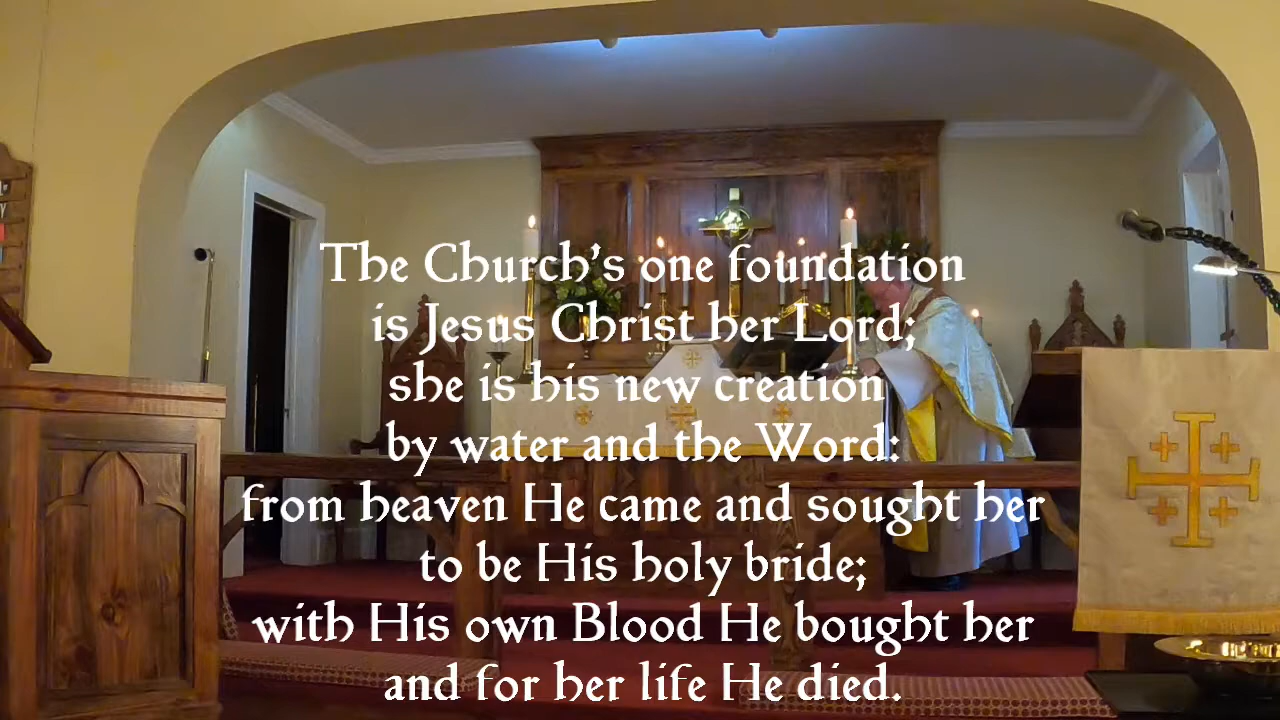 The Church's one foundation
is Jesus Christ her Lord;
she is his new creation
by water and the Word:
from heaven He came and sought her
to be His holy bride;
with His own Blood He bought her
and for her life He died.